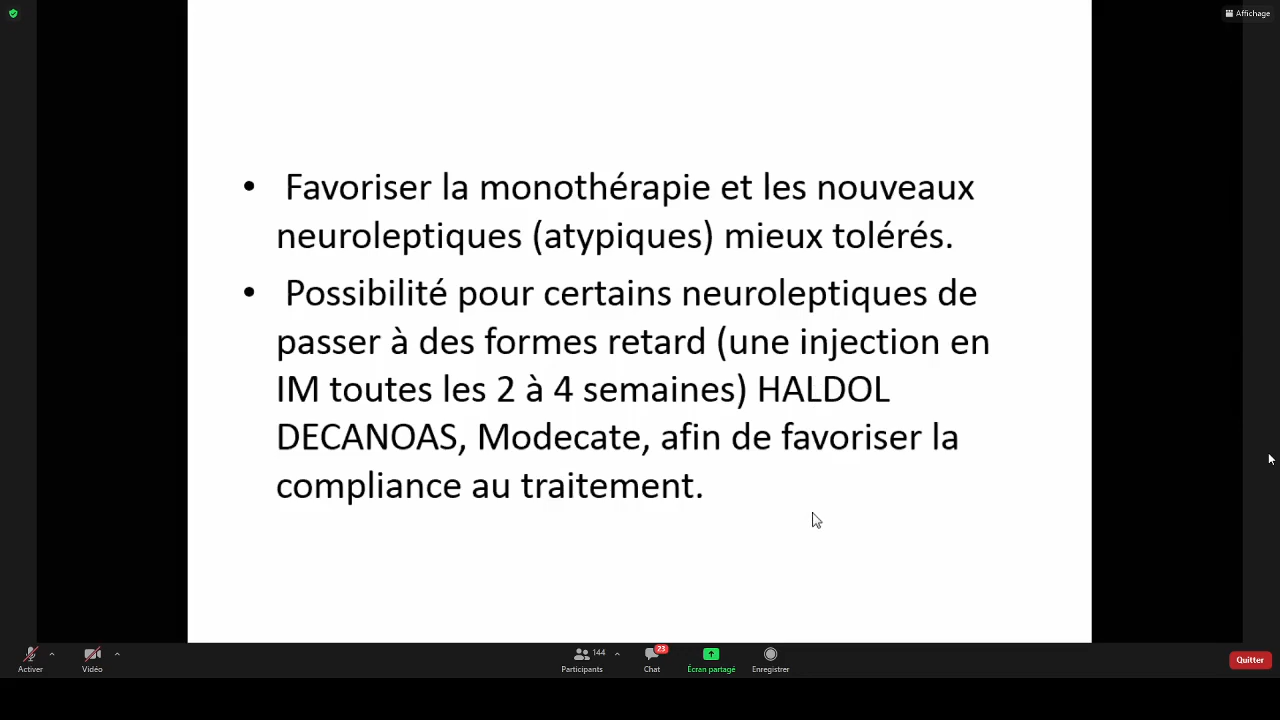 Affichage
• Favoriser la monothérapie et les nouveaux
neuroleptiques (atypiques) mieux tolérés.
• Possibilité pour certains neuroleptiques de
passer à des formes retard (une injection en
IM toutes les 2 à 4 semaines) HALDOL
DECANOAS, Modecate, afin de favoriser la
compliance au traitement.
144
23
Activer Vidéo Participants Chat Écran partagé Enregistrer Quitter